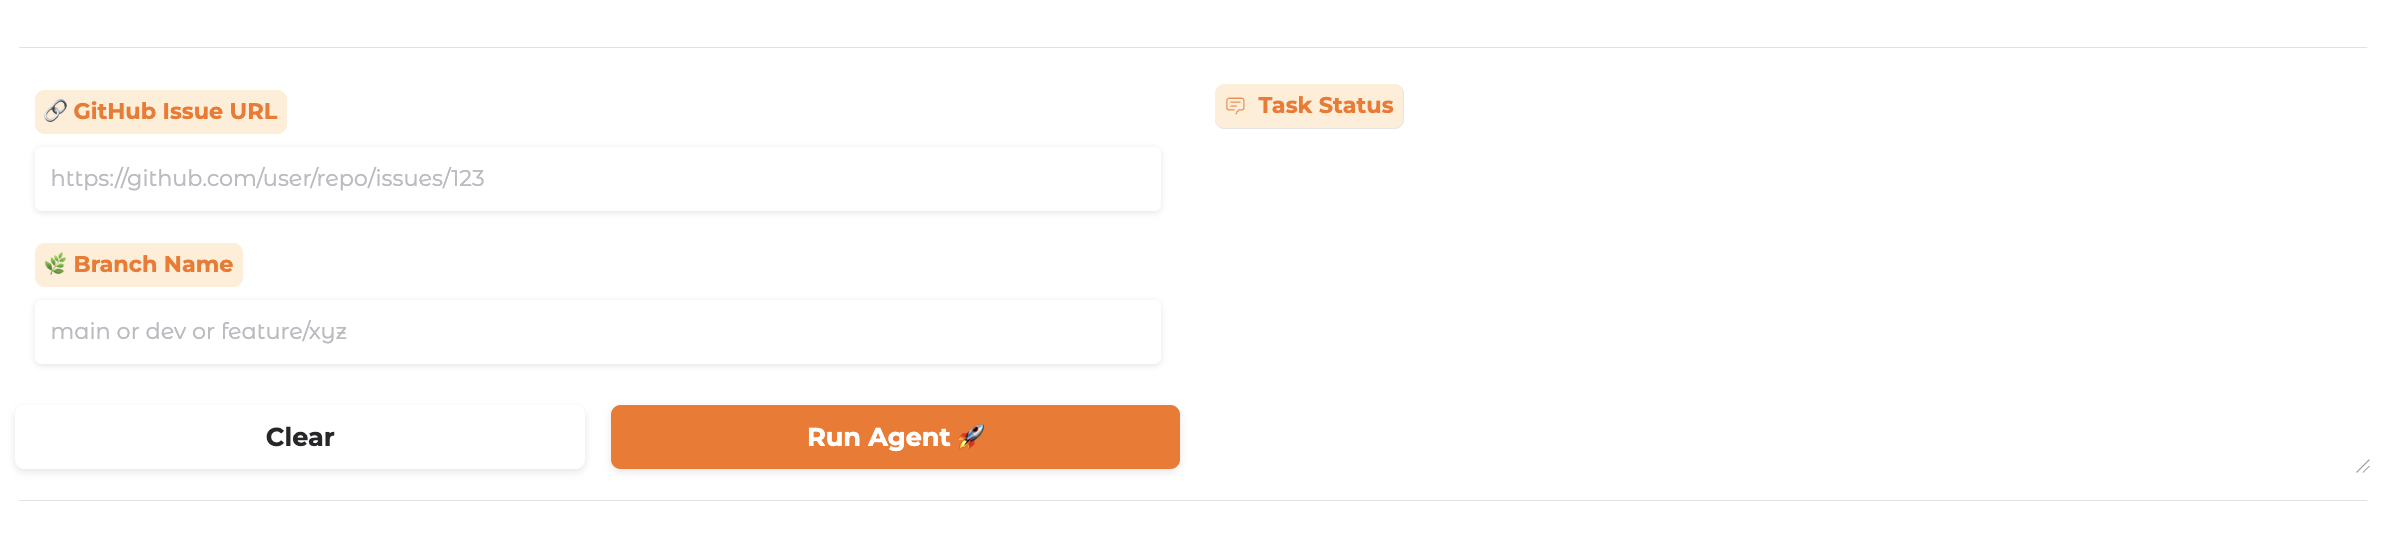 🔗 GitHub Issue URL
https://github.com/user/repo/issues/123
🌿 Branch Name
main or dev or feature/xyz
Clear
Run Agent 🚀
Task Status